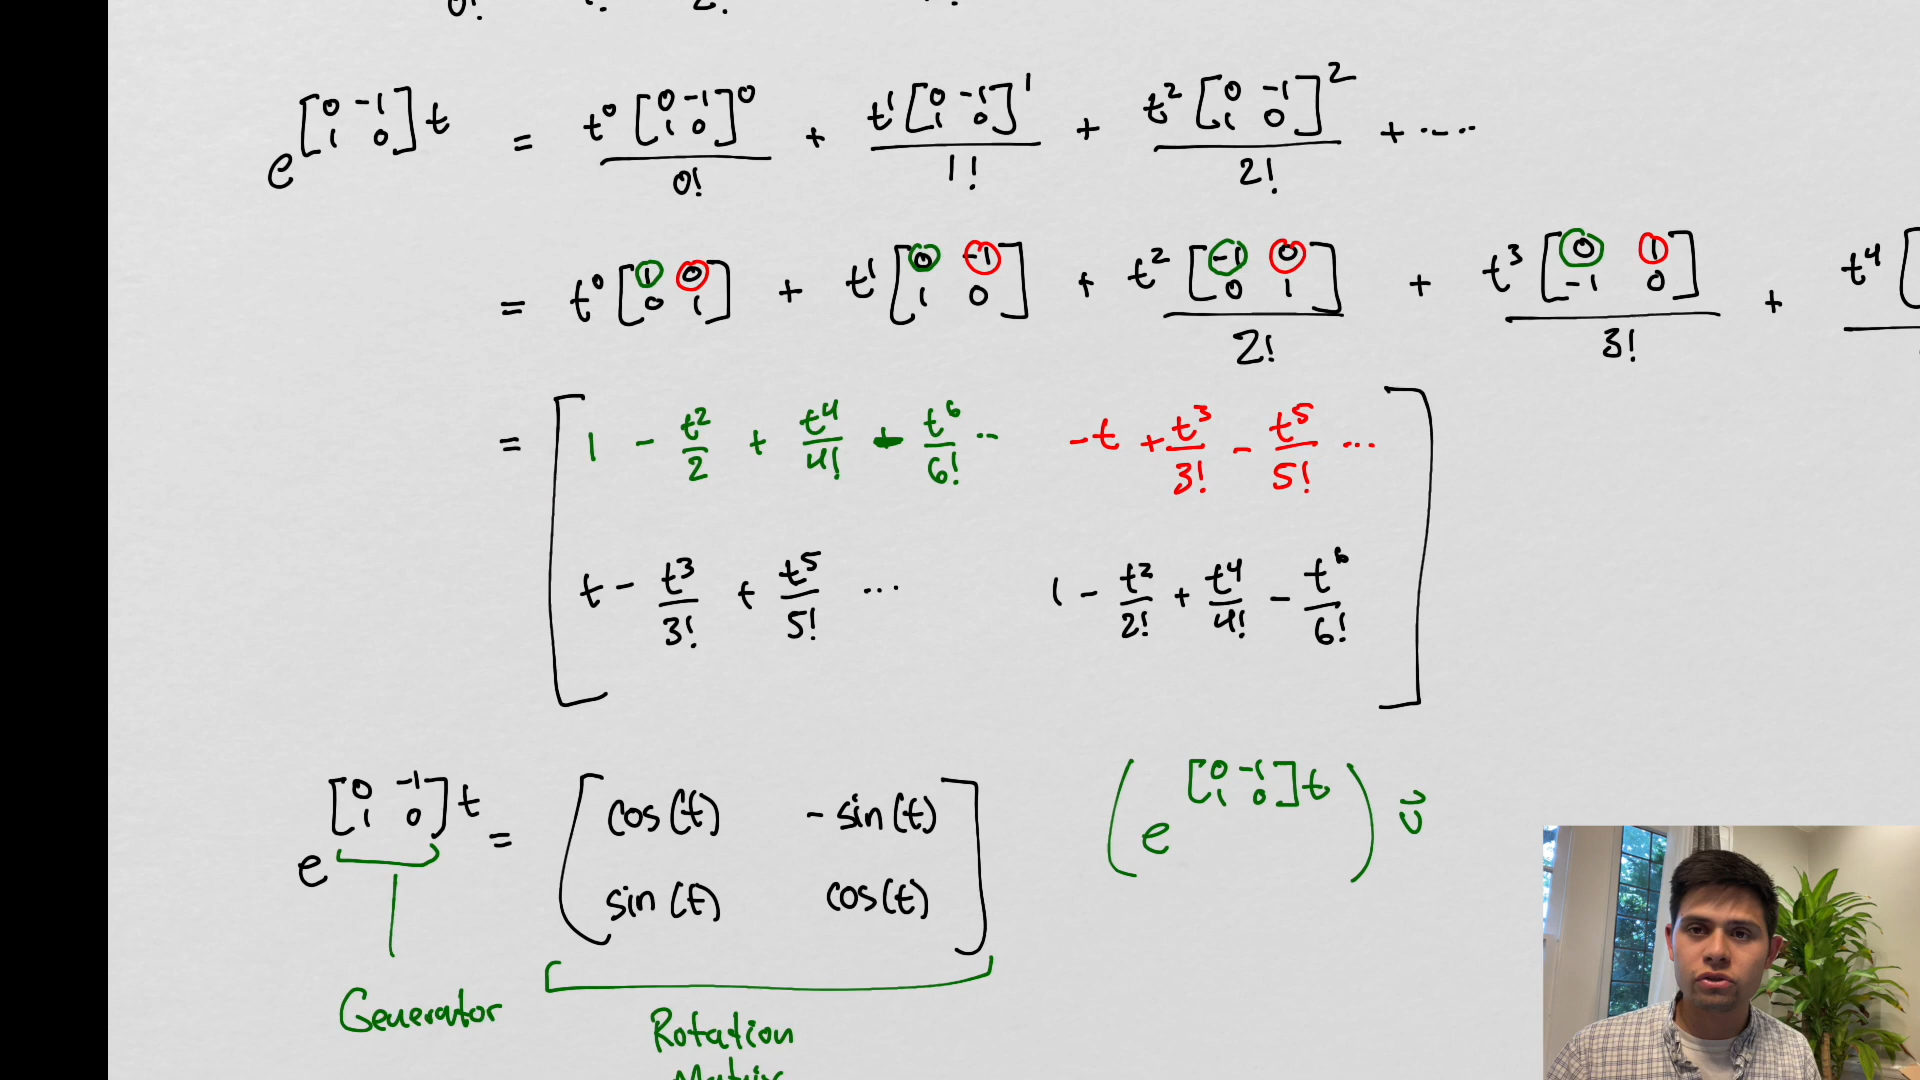 0! 2!
e^{[0 -1; 1 0]t} = t^0 [0 -1; 1 0]^0 / 0! + t^1 [0 -1; 1 0]^1 / 1! + t^2 [0 -1; 1 0]^2 / 2! + ....
= t^0 [1 0; 0 1] + t^1 [0 -1; 1 0] + t^2 [-1 0; 0 1] / 2! + t^3 [0 1; -1 0] / 3! + t^4 [
= [ 1 - t^2/2 + t^4/4! - t^6/6! .. -t + t^3/3! - t^5/5! ...
t - t^3/3! + t^5/5! ... 1 - t^2/2! + t^4/4! - t^6/6! ]
e^{[0 -1; 1 0]t} = [ cos(t) - sin(t)
sin(t) cos(t) ]
(e^{[0 -1; 1 0]t}) v⃗
Generator
Rotation
Matrix